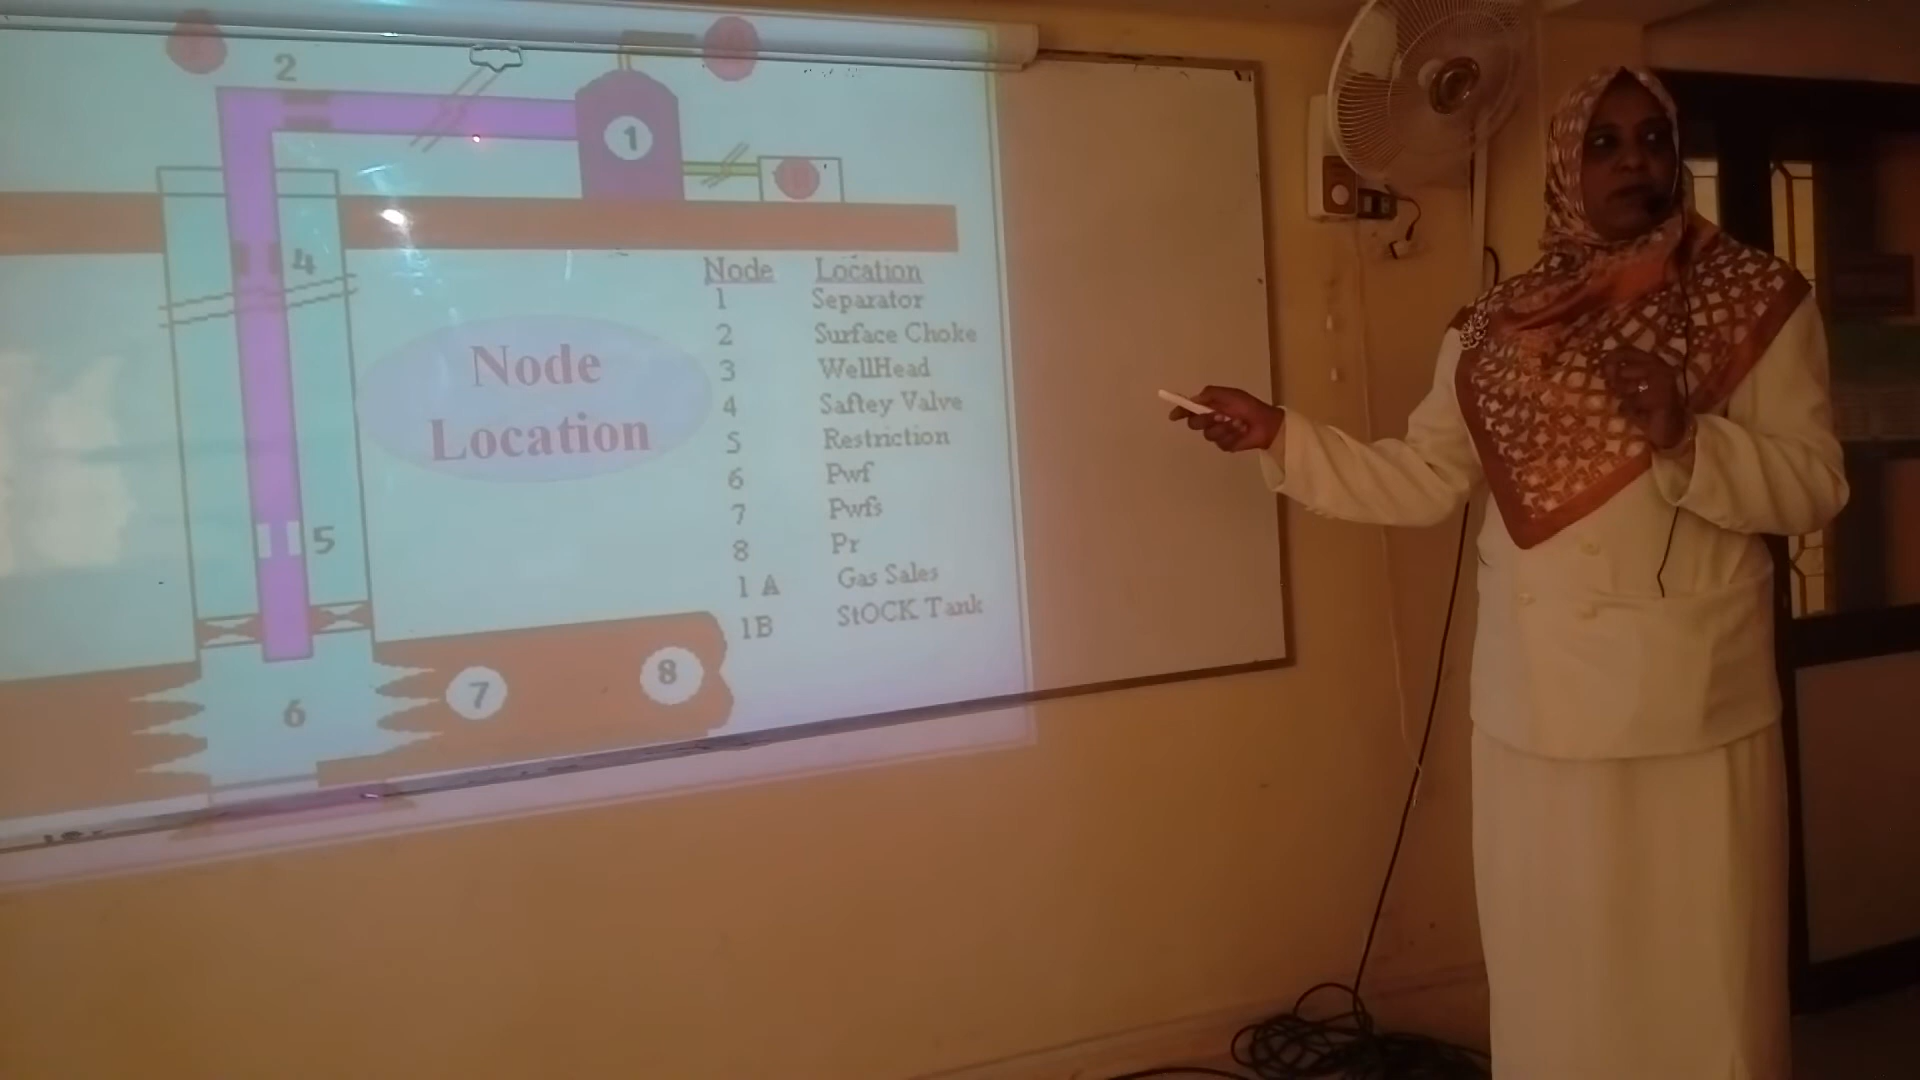 2
1
4
Node Location
1 Separator
2 Surface Choke
3 WellHead
4 Saftey Valve
5 Restriction
6 Pwf
7 Pwfs
8 Pr
1 A Gas Sales
1B StOCK Tank
Node
Location
5
6
7
8